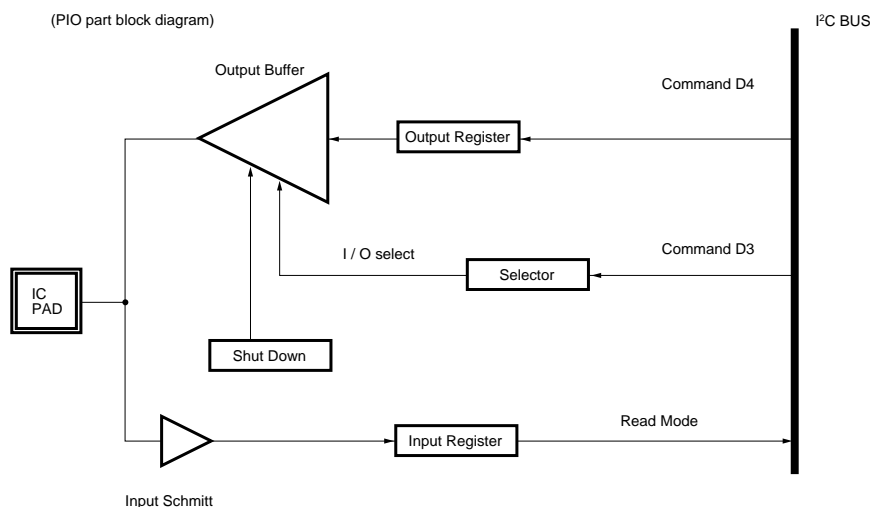 (PIO part block diagram)
I²C BUS
Output Buffer
Command D4
Output Register
I / O select
Command D3
Selector
IC
PAD
Shut Down
Read Mode
Input Register
Input Schmitt